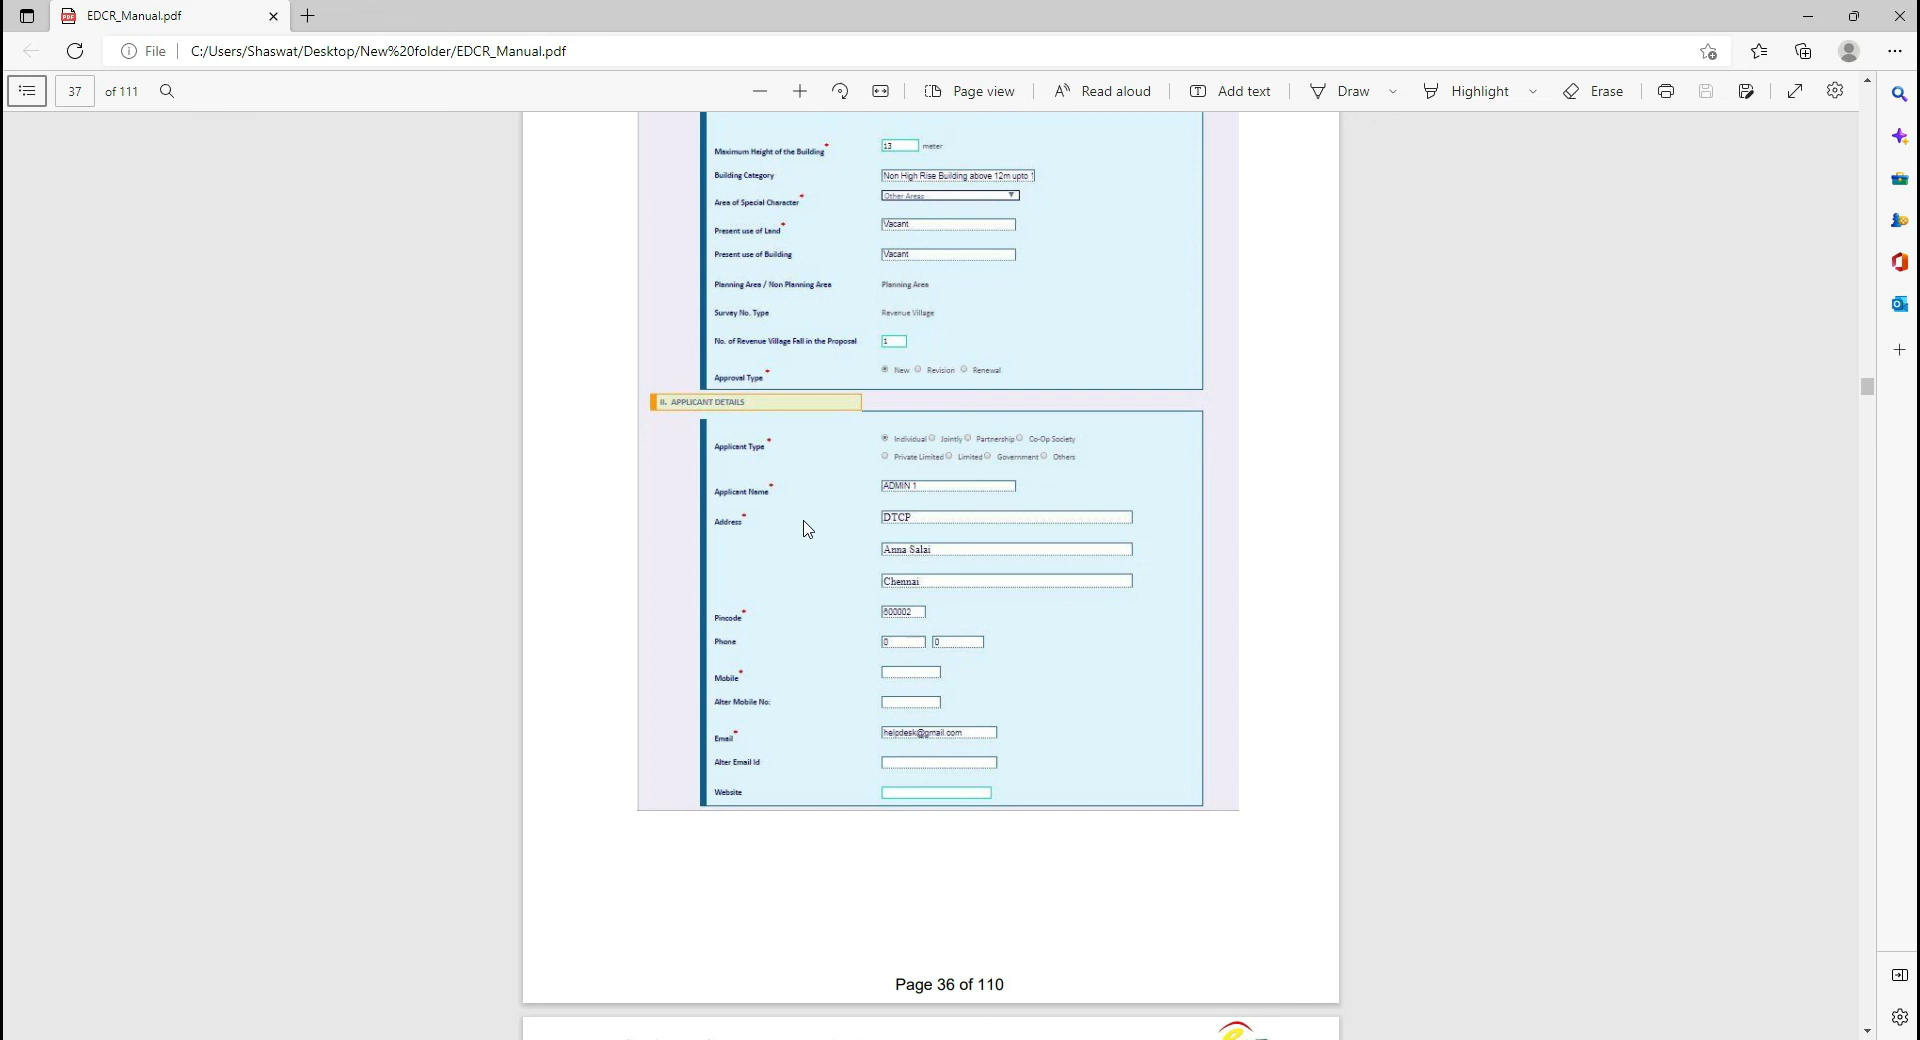 EDCR_Manual.pdf
File C:/Users/Shaswat/Desktop/New%20folder/EDCR_Manual.pdf
37 of 111 Page view Read aloud Add text Draw Highlight Erase
Maximum Height of the Building* 13 meter
Building Category Non High Rise Building above 12m upto 1
Area of Special Character* Other Areas
Present use of Land* Vacant
Present use of Building Vacant
Planning Area / Non Planning Area Planning Area
Survey No. Type Revenue Village
No. of Revenue Village Fall in the Proposal 1
Approval Type* New Revision Renewal
II. APPLICANT DETAILS
Applicant Type* Individual Jointly Partnership Co-Op Society
Private Limited Limited Government Others
Applicant Name* ADMIN 1
Address* DTCP
Anna Salai
Chennai
Pincode* 600002
Phone 0 0
Mobile*
Alter Mobile No:
Email* helpdesk@gmail.com
Alter Email Id
Website
Page 36 of 110